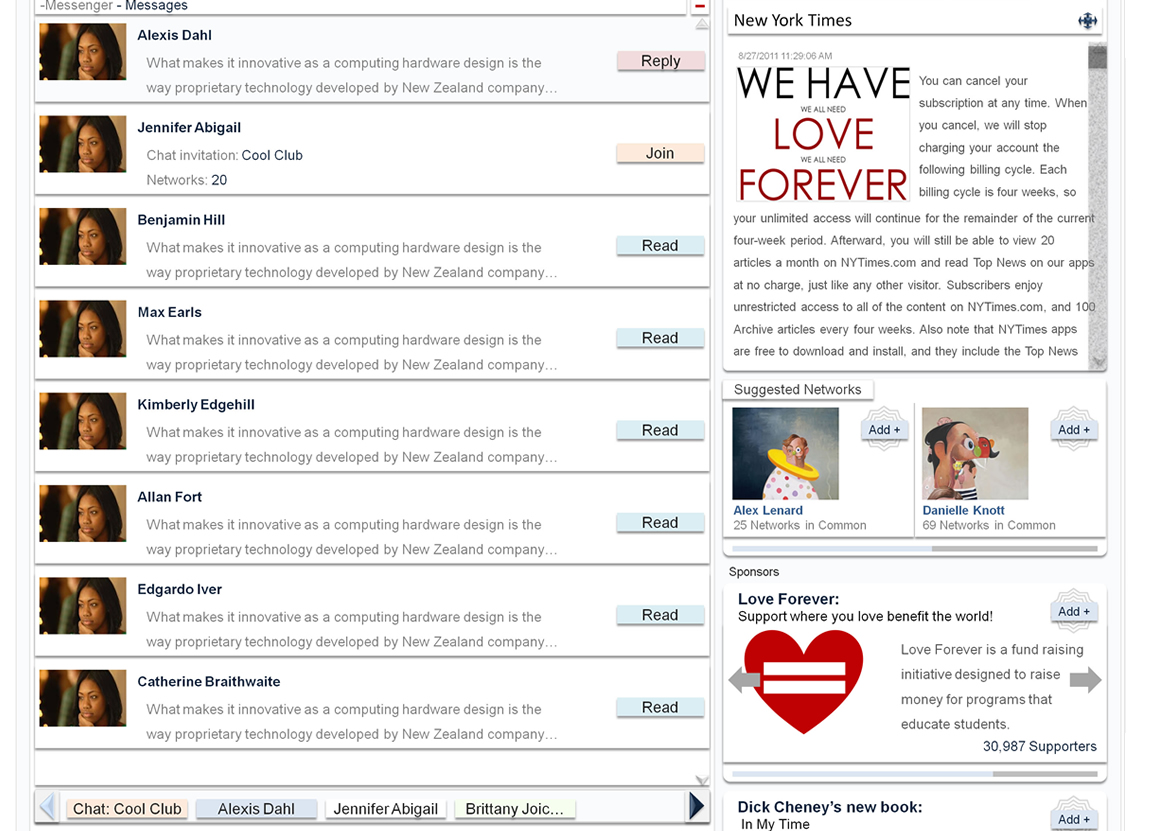 -Messenger - Messages
Alexis Dahl
What makes it innovative as a computing hardware design is the
way proprietary technology developed by New Zealand company…
Reply
Jennifer Abigail
Chat invitation: Cool Club
Networks: 20
Join
Benjamin Hill
What makes it innovative as a computing hardware design is the
way proprietary technology developed by New Zealand company…
Read
Max Earls
What makes it innovative as a computing hardware design is the
way proprietary technology developed by New Zealand company…
Read
Kimberly Edgehill
What makes it innovative as a computing hardware design is the
way proprietary technology developed by New Zealand company…
Read
Allan Fort
What makes it innovative as a computing hardware design is the
way proprietary technology developed by New Zealand company…
Read
Edgardo Iver
What makes it innovative as a computing hardware design is the
way proprietary technology developed by New Zealand company…
Read
Catherine Braithwaite
What makes it innovative as a computing hardware design is the
way proprietary technology developed by New Zealand company…
Read
Chat: Cool Club
Alexis Dahl
Jennifer Abigail
Brittany Joic…
New York Times
8/27/2011 11:29:06 AM
WE HAVE
WE ALL NEED
LOVE
WE ALL NEED
FOREVER
You can cancel your
subscription at any time. When
you cancel, we will stop
charging your account the
following billing cycle. Each
billing cycle is four weeks, so
your unlimited access will continue for the remainder of the current
four-week period. Afterward, you will still be able to view 20
articles a month on NYTimes.com and read Top News on our apps
at no charge, just like any other visitor. Subscribers enjoy
unrestricted access to all of the content on NYTimes.com, and 100
Archive articles every four weeks. Also note that NYTimes apps
are free to download and install, and they include the Top News
Suggested Networks
Add +
Alex Lenard
25 Networks in Common
Add +
Danielle Knott
69 Networks in Common
Sponsors
Love Forever:
Support where you love benefit the world!
Add +
Love Forever is a fund raising
initiative designed to raise
money for programs that
educate students.
30,987 Supporters
Dick Cheney's new book:
In My Time
Add +